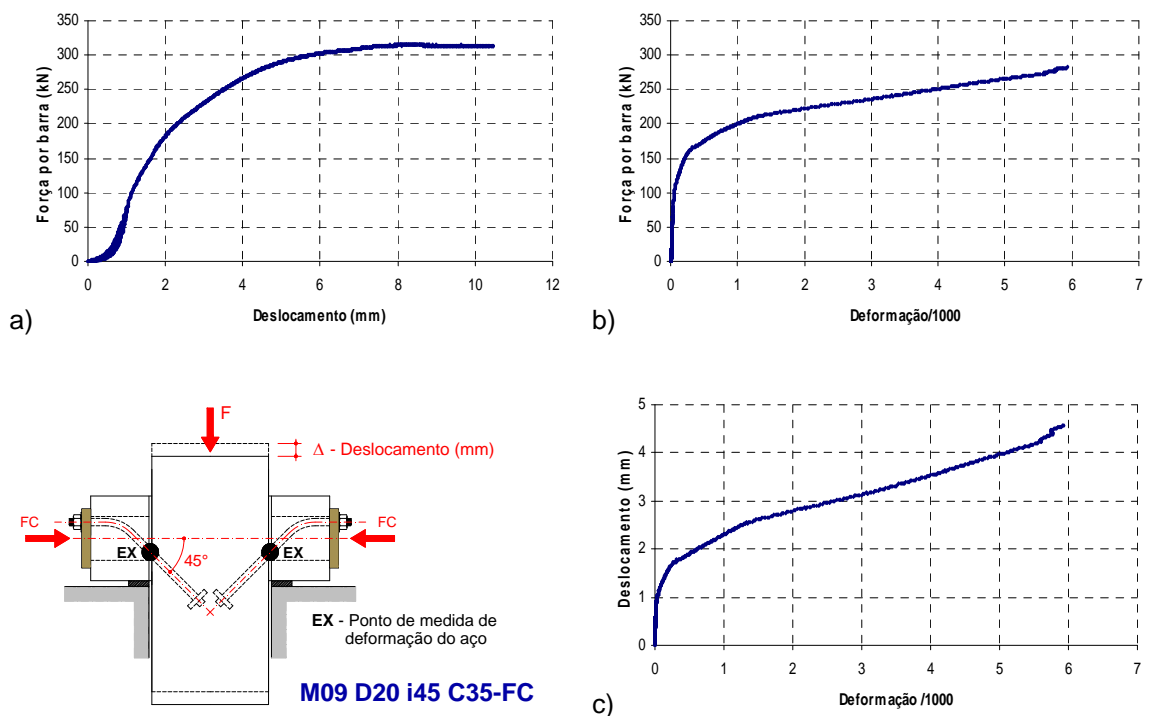 350
300
250
200
150
100
50
0
Força por barra (kN)
0 2 4 6 8 10 12
Deslocamento (mm)
a)
350
300
250
200
150
100
50
0
Força por barra (kN)
0 1 2 3 4 5 6 7
Deformação/1000
b)
F
Δ - Deslocamento (mm)
FC
FC
EX
EX
45°
EX - Ponto de medida de
deformação do aço
M09 D20 i45 C35-FC
5
4
3
2
1
0
Deslocamento (mm)
0 1 2 3 4 5 6 7
Deformação /1000
c)